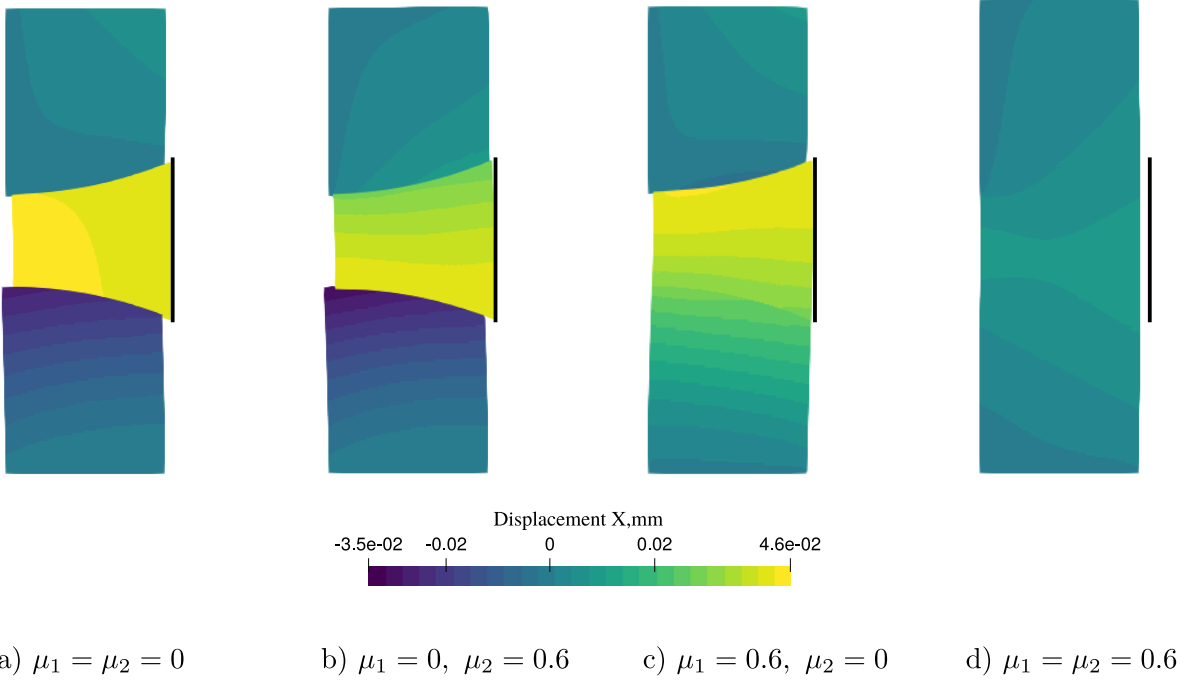 Displacement X,mm
-3.5e-02 -0.02 0 0.02 4.6e-02
a) μ₁ = μ₂ = 0 b) μ₁ = 0, μ₂ = 0.6 c) μ₁ = 0.6, μ₂ = 0 d) μ₁ = μ₂ = 0.6